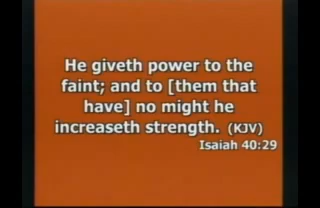 He giveth power to the
faint; and to [them that
have] no might he
increaseth strength. (KJV)
Isaiah 40:29